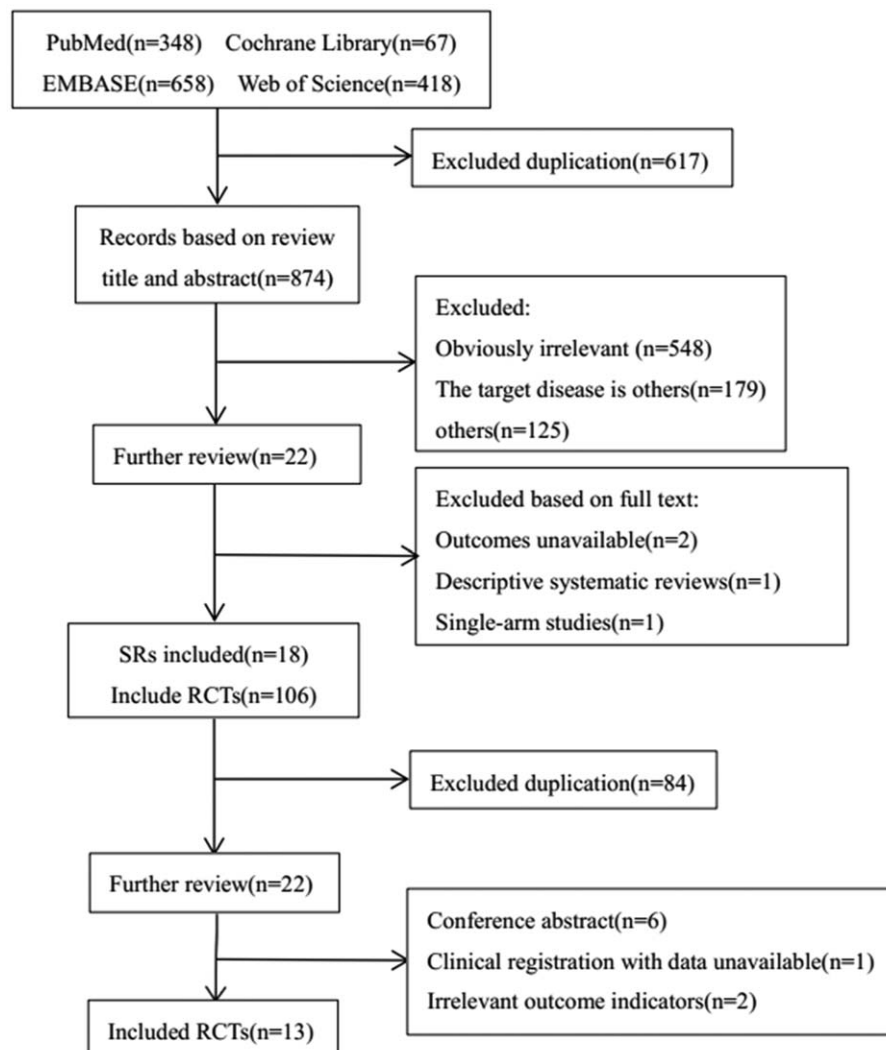 PubMed(n=348) Cochrane Library(n=67)
EMBASE(n=658) Web of Science(n=418)
Excluded duplication(n=617)
Records based on review
title and abstract(n=874)
Excluded:
Obviously irrelevant (n=548)
The target disease is others(n=179)
others(n=125)
Further review(n=22)
Excluded based on full text:
Outcomes unavailable(n=2)
Descriptive systematic reviews(n=1)
Single-arm studies(n=1)
SRs included(n=18)
Include RCTs(n=106)
Excluded duplication(n=84)
Further review(n=22)
Conference abstract(n=6)
Clinical registration with data unavailable(n=1)
Irrelevant outcome indicators(n=2)
Included RCTs(n=13)